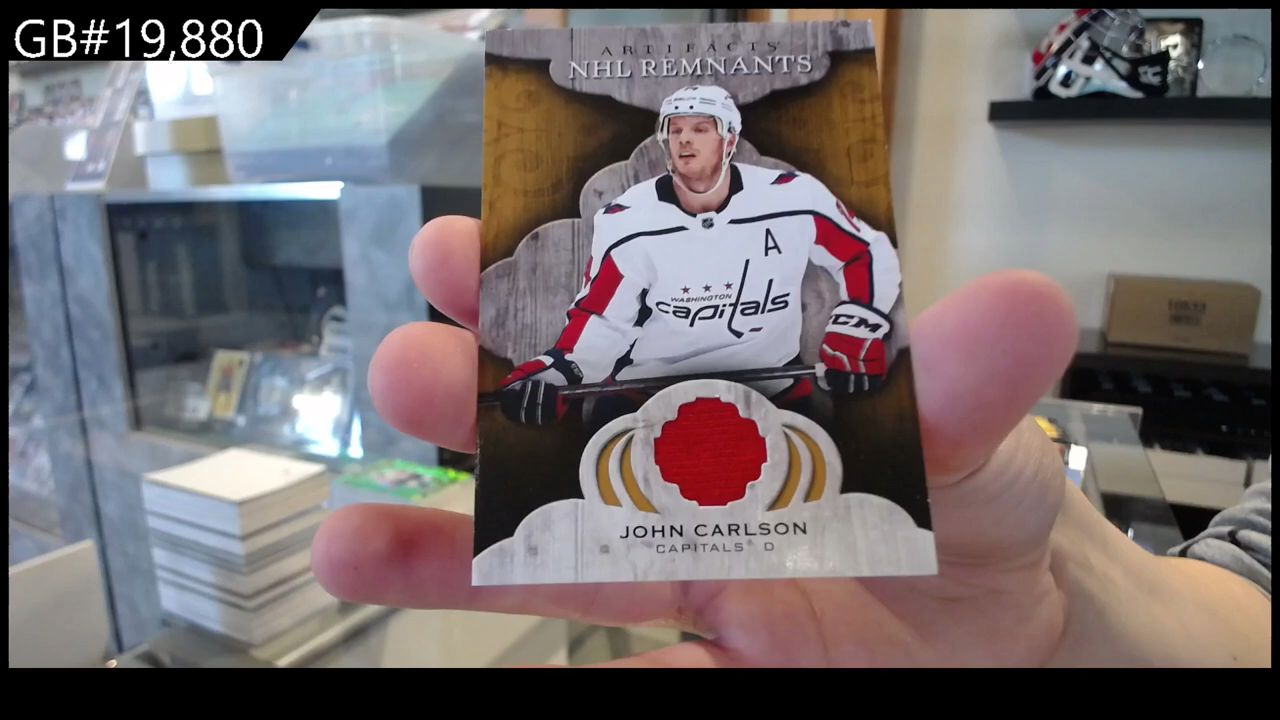 GB#19,880
ARTIFACTS
NHL REMNANTS
A
WASHINGTON
capitals
CCM
JOHN CARLSON
CAPITALS D